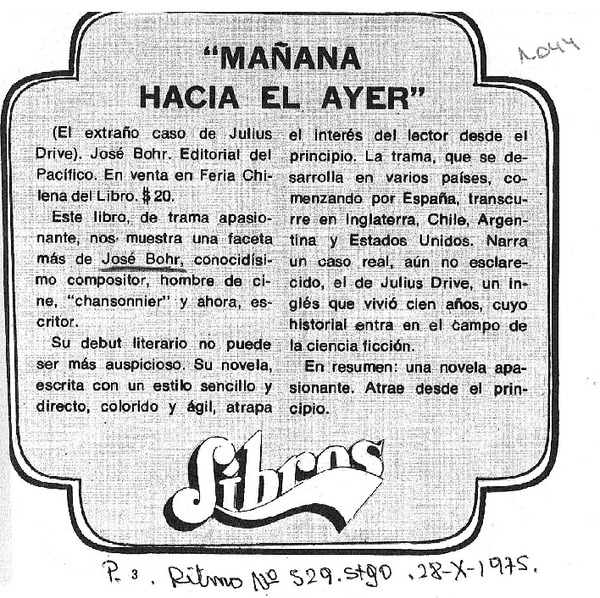 “MAÑANA
HACIA EL AYER”
(El extraño caso de Julius
Drive). José Bohr. Editorial del
Pacífico. En venta en Feria Chi-
lena del Libro. $ 20.
Este libro, de trama apasio-
nante, nos muestra una faceta
más de José Bohr, conocidísi-
mo compositor, hombre de ci-
ne, "chansonnier" y ahora, es-
critor.
Su debut literario no puede
ser más auspicioso. Su novela,
escrita con un estilo sencillo y
directo, colorido y ágil, atrapa
el interés del lector desde el
principio. La trama, que se de-
sarrolla en varios países, co-
menzando por España, transcu-
rre en Inglaterra, Chile, Argen-
tina y Estados Unidos. Narra
un caso real, aún no esclare-
cido, el de Julius Drive, un in-
glés que vivió cien años, cuyo
historial entra en el campo de
la ciencia ficción.
En resumen: una novela apa-
sionante. Atrae desde el prin-
cipio.
Libros
P. 3. Ritmo Nº 529. Stgo. 28-X-1975.